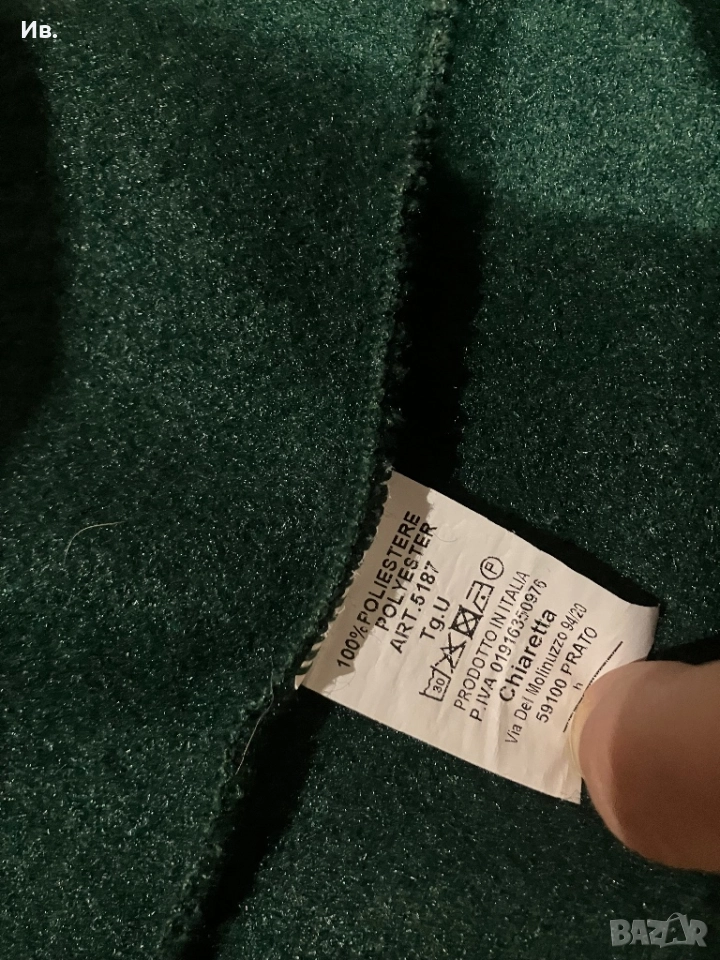 Ив.
100% POLIESTERE
POLYESTER
ART.5187
Tg.U
30 P
PRODOTTO IN ITALIA
P.IVA 01916350976
Chiaretta
Via Del Molinuzzo 94/20
59100 PRATO
h
BAZAR